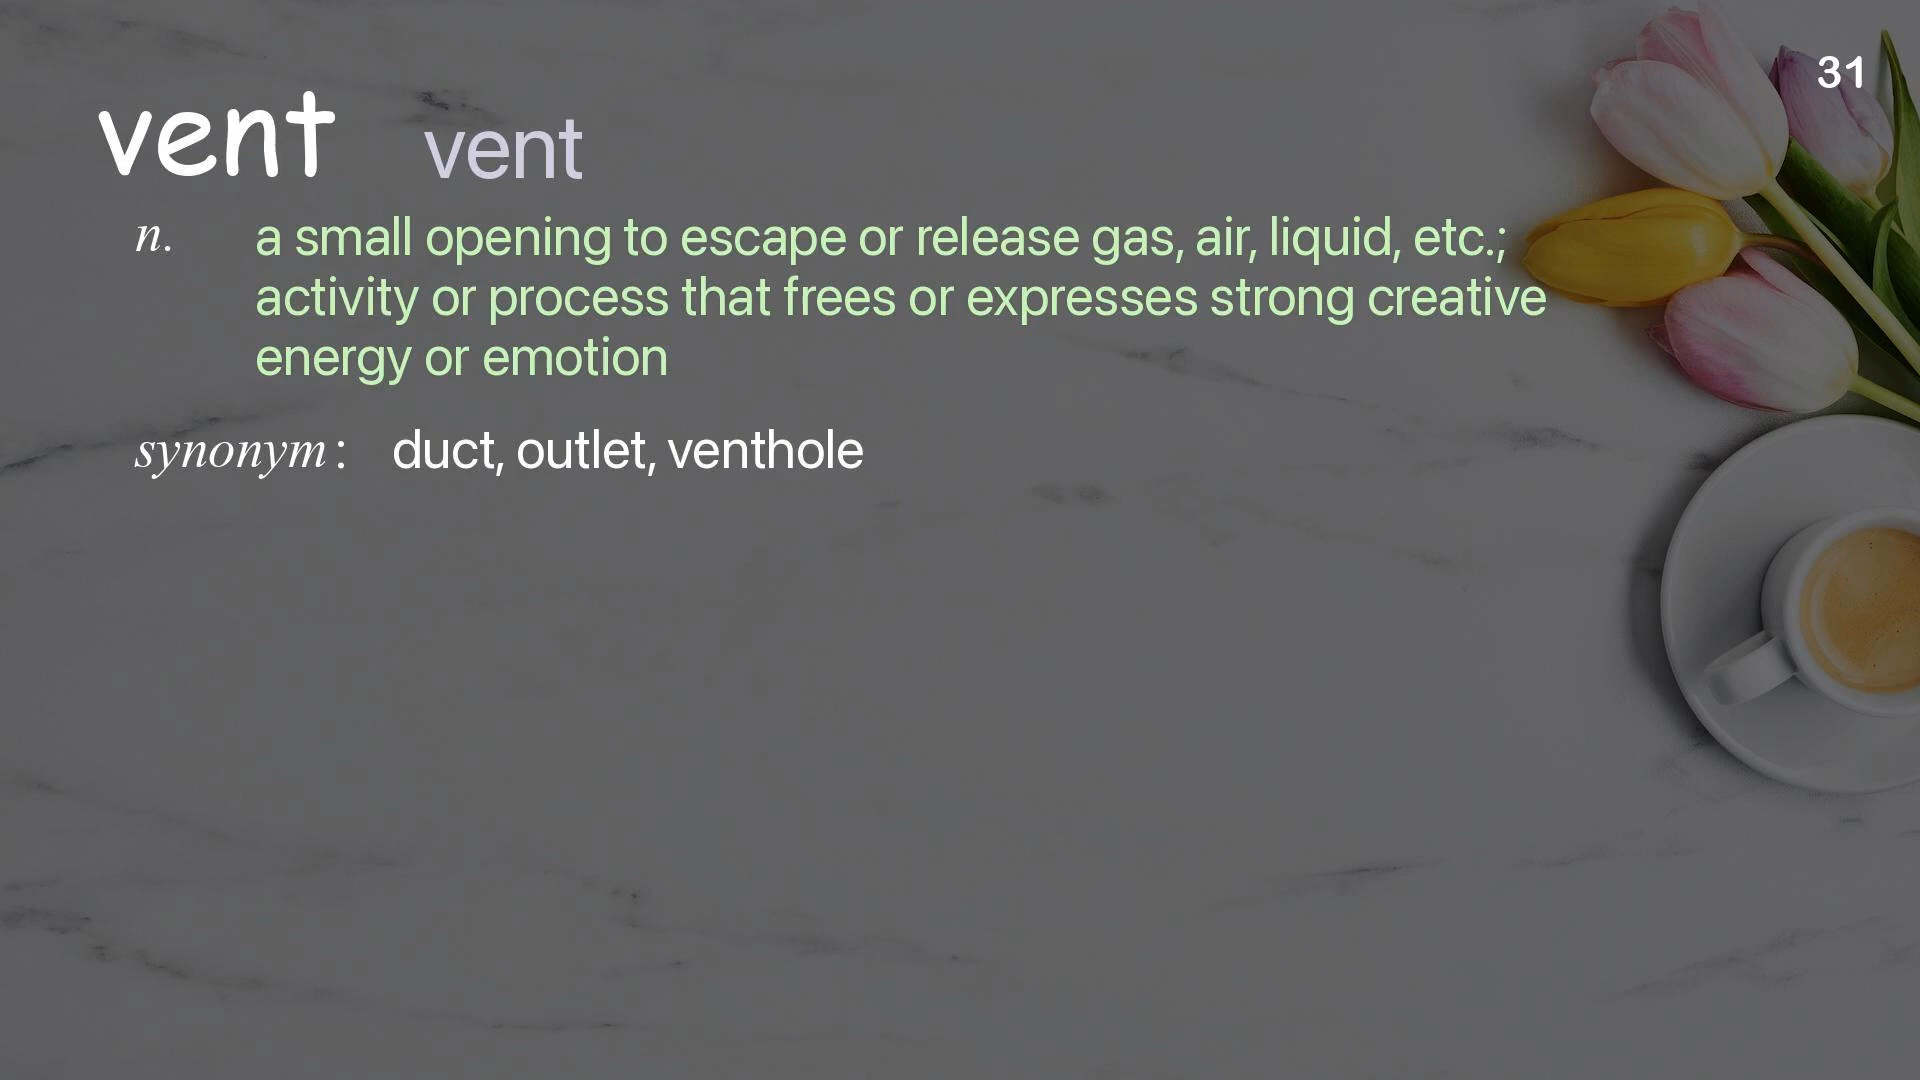 31
vent vent
n. a small opening to escape or release gas, air, liquid, etc.;
activity or process that frees or expresses strong creative
energy or emotion
synonym: duct, outlet, venthole